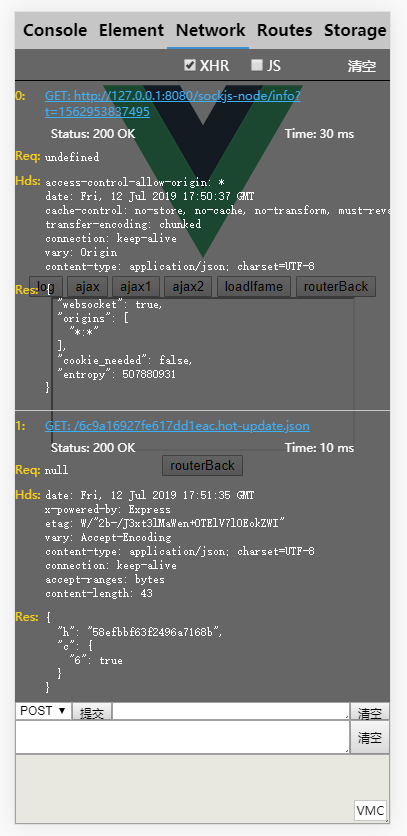 Console Element Network Routes Storage
XHR JS 清空
0: GET: http://127.0.0.1:8080/sockjs-node/info?
t=1562953837495
Status: 200 OK Time: 30 ms
Req: undefined
Hds: access-control-allow-origin: *
date: Fri, 12 Jul 2019 17:50:37 GMT
cache-control: no-store, no-cache, no-transform, must-reva
transfer-encoding: chunked
connection: keep-alive
vary: Origin
content-type: application/json; charset=UTF-8
log ajax ajax1 ajax2 loadIfame routerBack
Res: {
"websocket": true,
"origins": [
"*:*"
],
"cookie_needed": false,
"entropy": 507880931
}
1: GET: /6c9a16927fe617dd1eac.hot-update.json
Status: 200 OK Time: 10 ms
routerBack
Req: null
Hds: date: Fri, 12 Jul 2019 17:51:35 GMT
x-powered-by: Express
etag: W/"2b-/J3xt3lMaWen+OTElV7lOEokZWI"
vary: Accept-Encoding
content-type: application/json; charset=UTF-8
connection: keep-alive
accept-ranges: bytes
content-length: 43
Res: {
"h": "58efbbf63f2496a7168b",
"c": {
"6": true
}
}
POST 提交 清空
清空
VMC